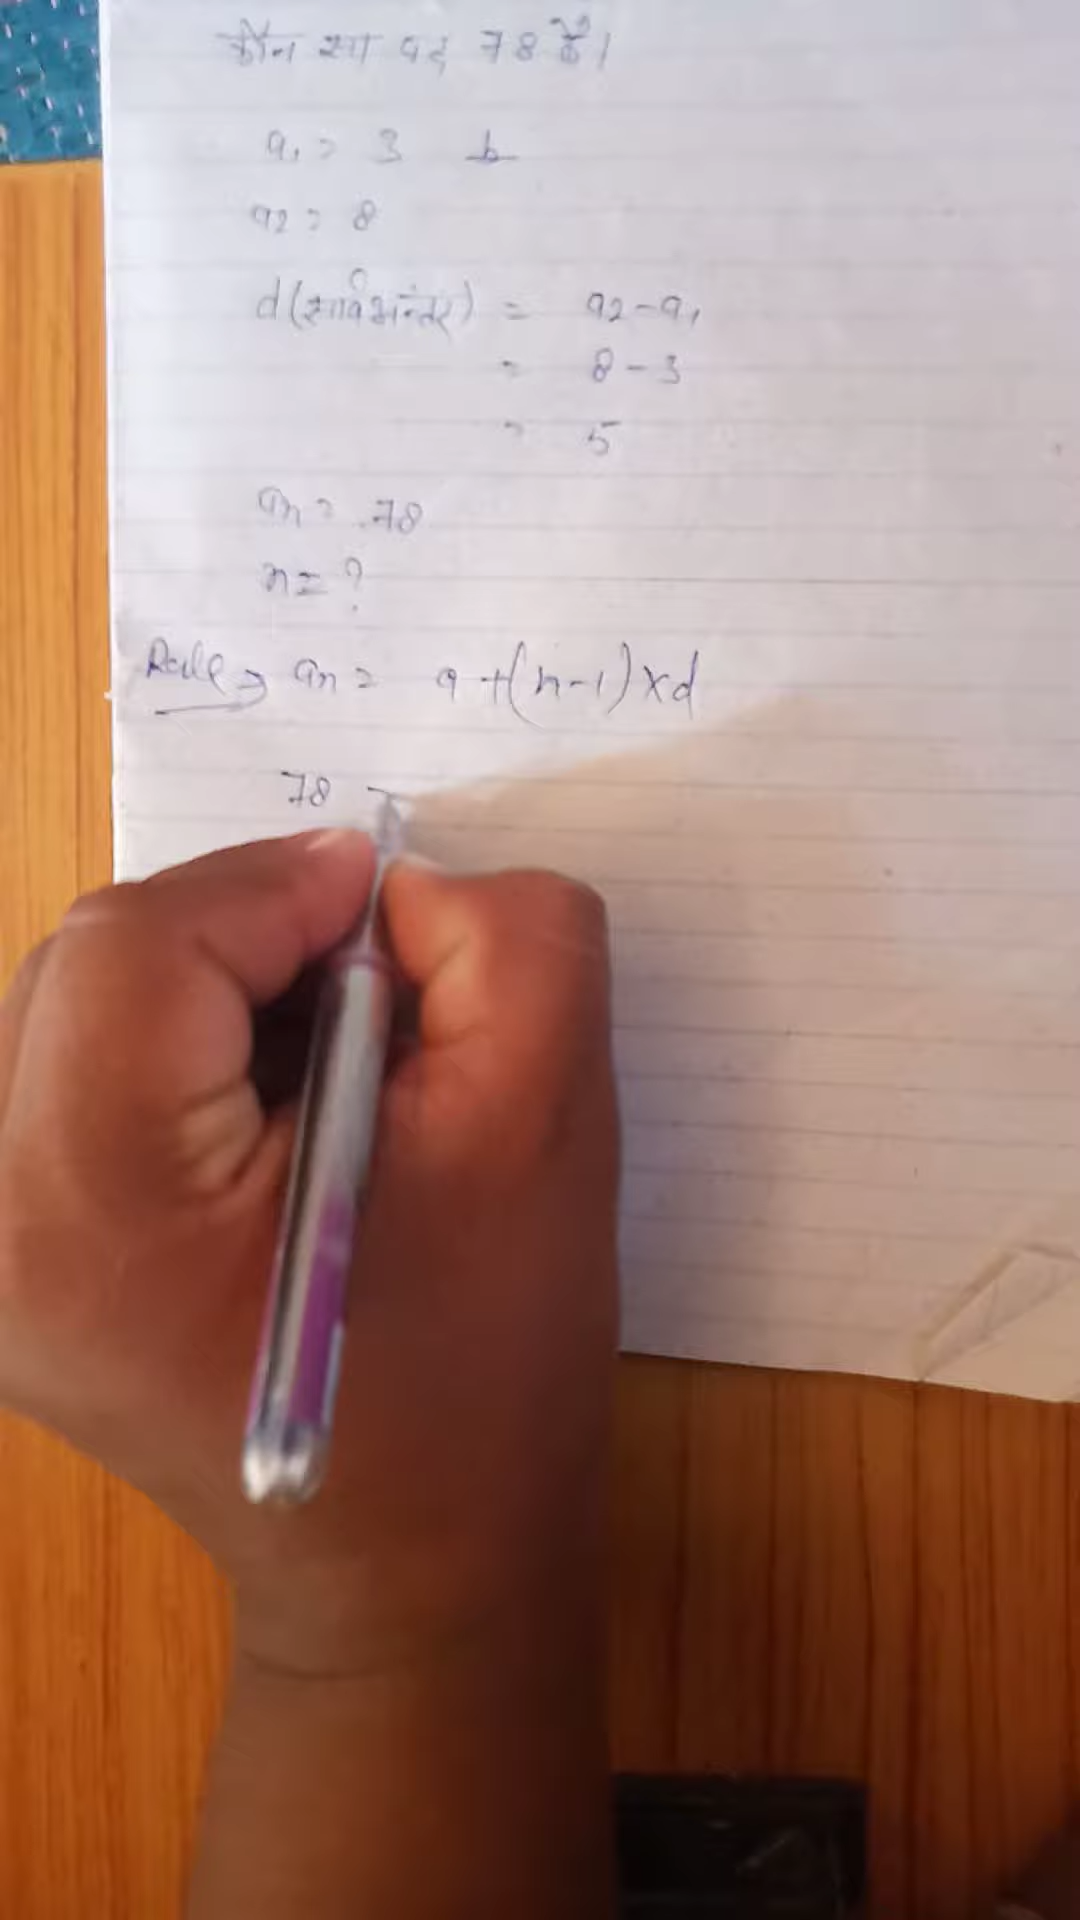 कौन सा पद 78 है।
a₁ = 3
a₂ = 8
d (सार्वअन्तर) = a₂ - a₁
= 8 - 3
= 5
an = 78
n = ?
Rule → an = a + (n-1) × d
78 =